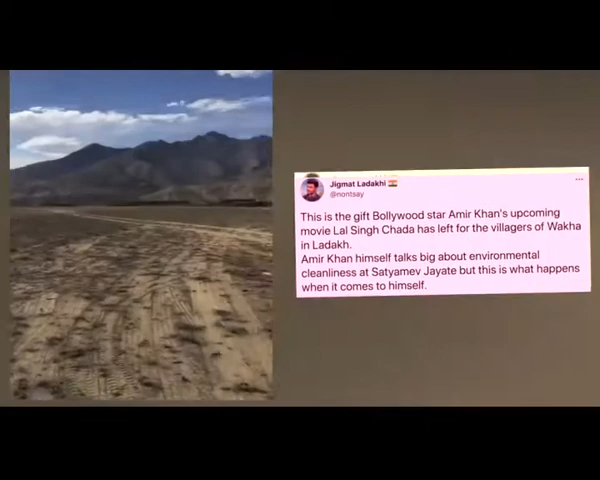 Jigmat Ladakhi
@nontsay
This is the gift Bollywood star Amir Khan's upcoming
movie Lal Singh Chada has left for the villagers of Wakha
in Ladakh.
Amir Khan himself talks big about environmental
cleanliness at Satyamev Jayate but this is what happens
when it comes to himself.